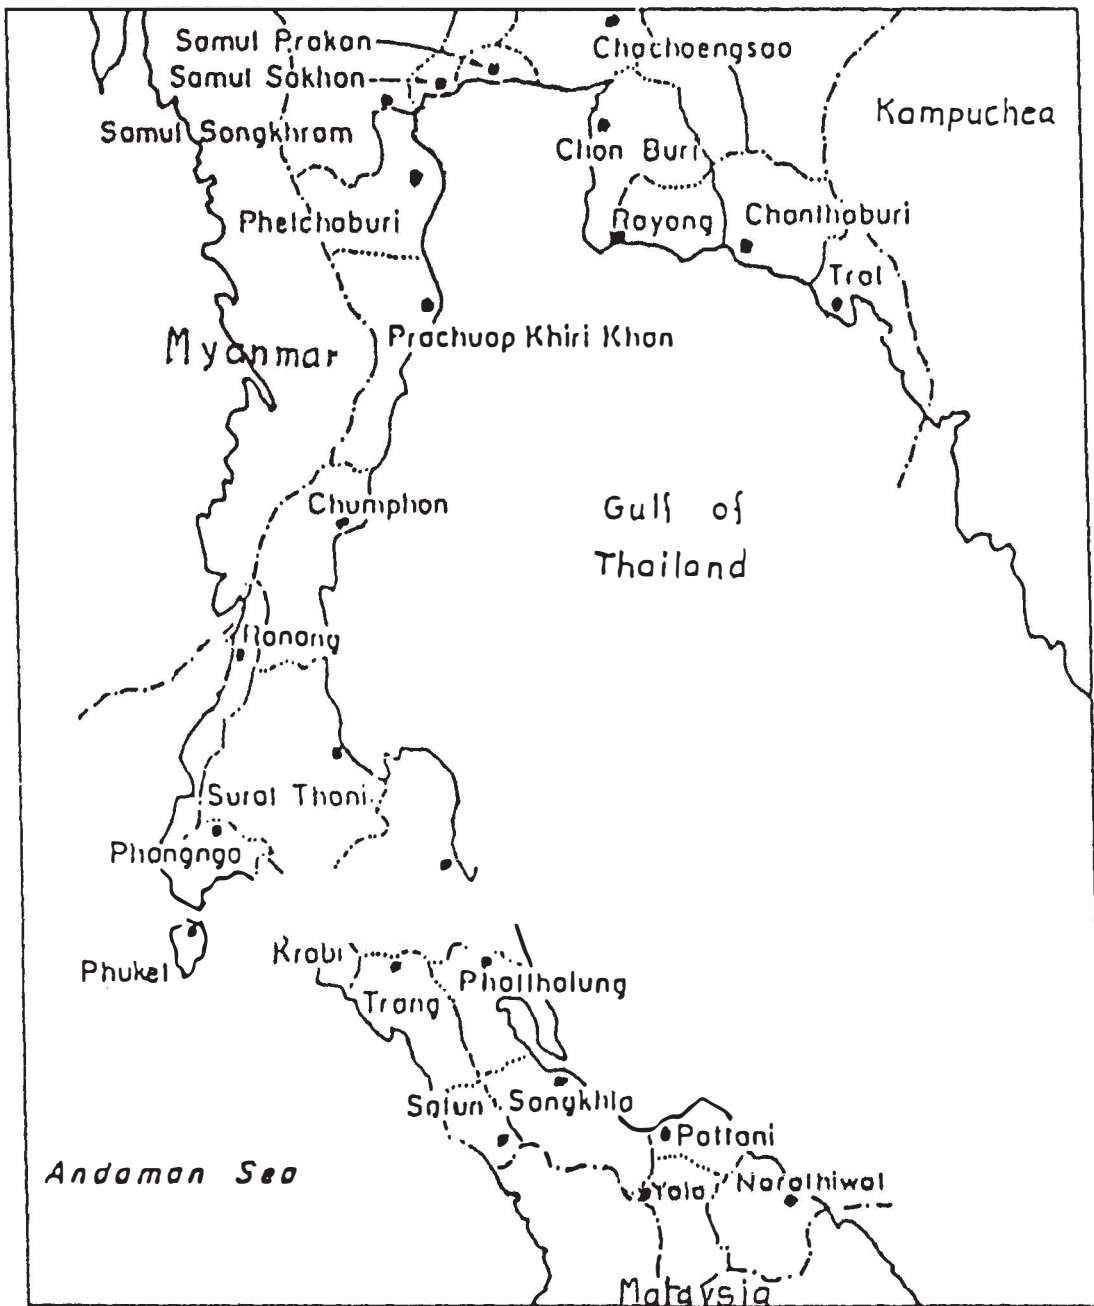 Samut Prakan
Chachoengsao
Samut Sakhon
Kampuchea
Samut Songkhram
Chon Buri
Phetchaburi
Rayong
Chanthaburi
Trat
Prachuap Khiri Khan
Myanmar
Chumphon
Gulf of
Thailand
Ranong
Surat Thani
Phangnga
Krabi
Phuket
Phatthalung
Trang
Satun
Songkhla
Pattani
Andaman Sea
Yala
Narathiwat
Malaysia